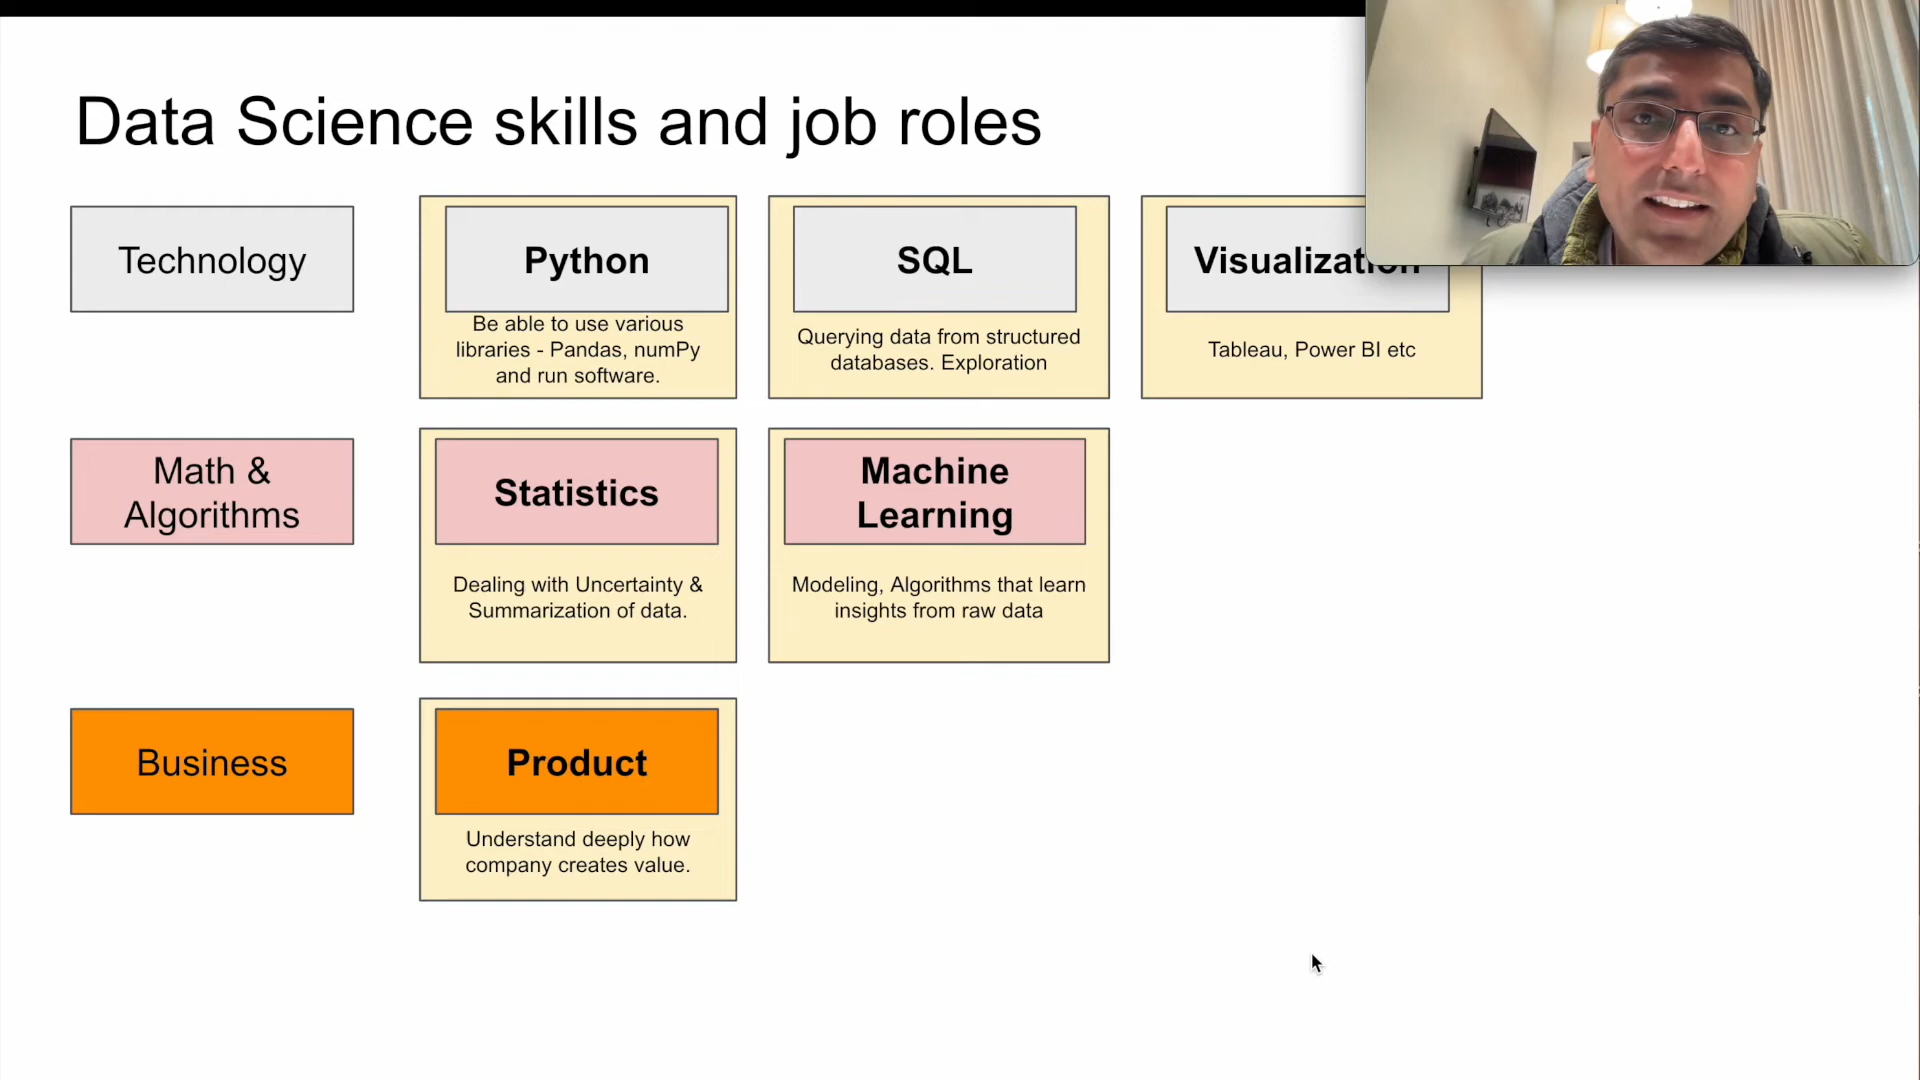 Data Science skills and job roles
Technology
Python
Be able to use various
libraries - Pandas, numPy
and run software.
SQL
Querying data from structured
databases. Exploration
Visualization
Tableau, Power BI etc
Math &
Algorithms
Statistics
Dealing with Uncertainty &
Summarization of data.
Machine
Learning
Modeling, Algorithms that learn
insights from raw data
Business
Product
Understand deeply how
company creates value.